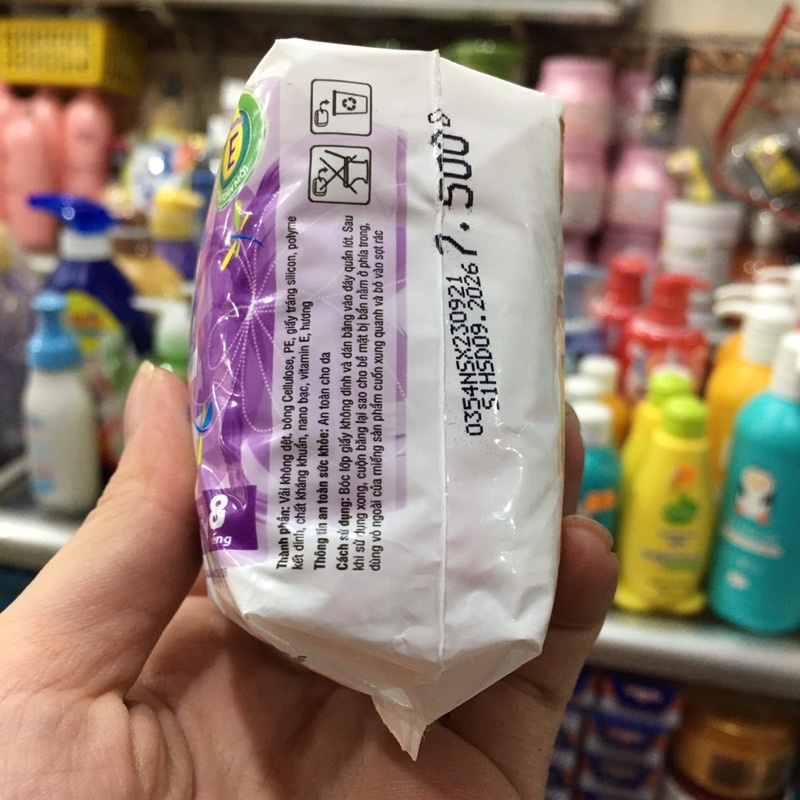 Thành phần: Vải không dệt, bông Cellulose, PE, giấy tráng silicon, polyme
kết dính, chất kháng khuẩn, nano bạc, vitamin E, hương
Thông tin an toàn sức khỏe: An toàn cho da
Cách sử dụng: Bóc lớp giấy không dính và dán băng vào đáy quần lót. Sau
khi sử dụng xong, cuộn băng lại sao cho bề mặt bị bẩn nằm ở phía trong,
dùng vỏ ngoài của miếng sản phẩm cuốn xung quanh và bỏ vào sọt rác
0354NSX230921
S1HSD09.2026
7.500đ
E
8